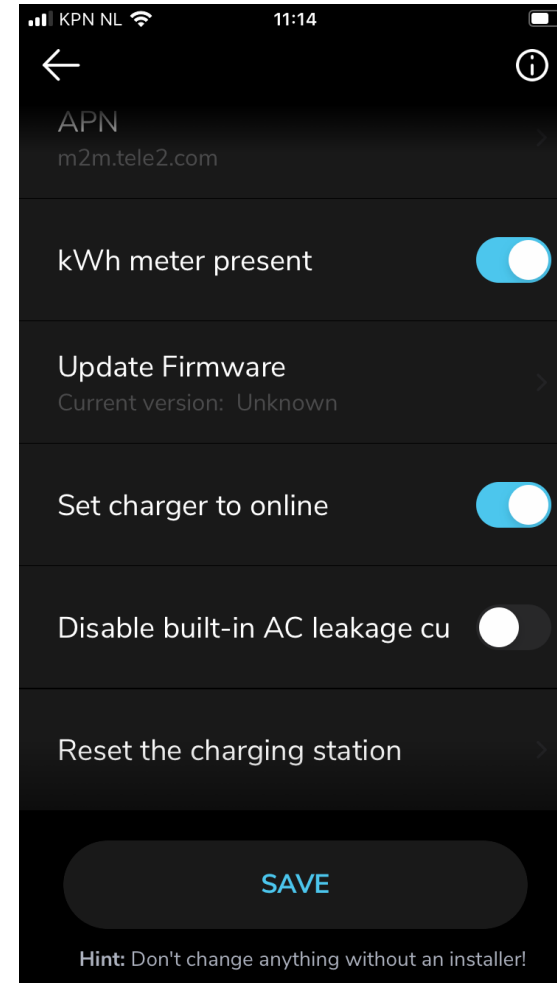 KPN NL 11:14
APN
m2m.tele2.com
kWh meter present
Update Firmware
Current version: Unknown
Set charger to online
Disable built-in AC leakage cu
Reset the charging station
SAVE
Hint: Don't change anything without an installer!